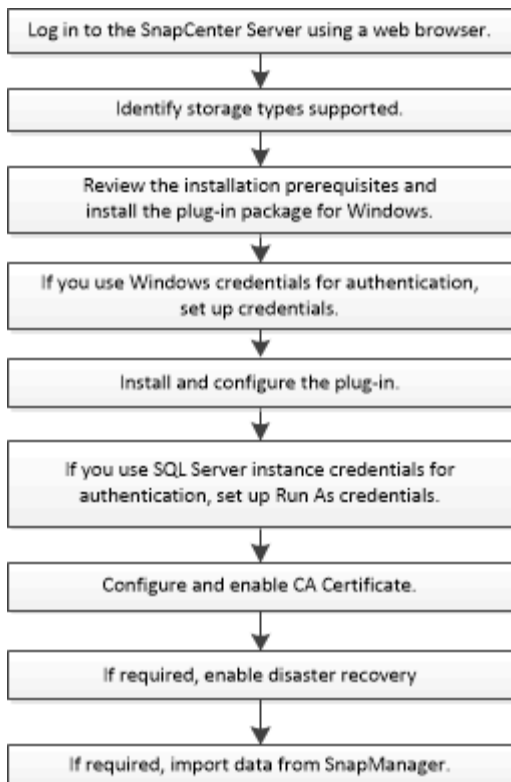 Log in to the SnapCenter Server using a web browser.
Identify storage types supported.
Review the installation prerequisites and
install the plug-in package for Windows.
If you use Windows credentials for authentication,
set up credentials.
Install and configure the plug-in.
If you use SQL Server instance credentials for
authentication, set up Run As credentials.
Configure and enable CA Certificate.
If required, enable disaster recovery
If required, import data from SnapManager.